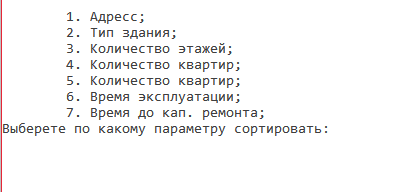 1. Адресс;
2. Тип здания;
3. Количество этажей;
4. Количество квартир;
5. Количество квартир;
6. Время эксплуатации;
7. Время до кап. ремонта;
Выберете по какому параметру сортировать: